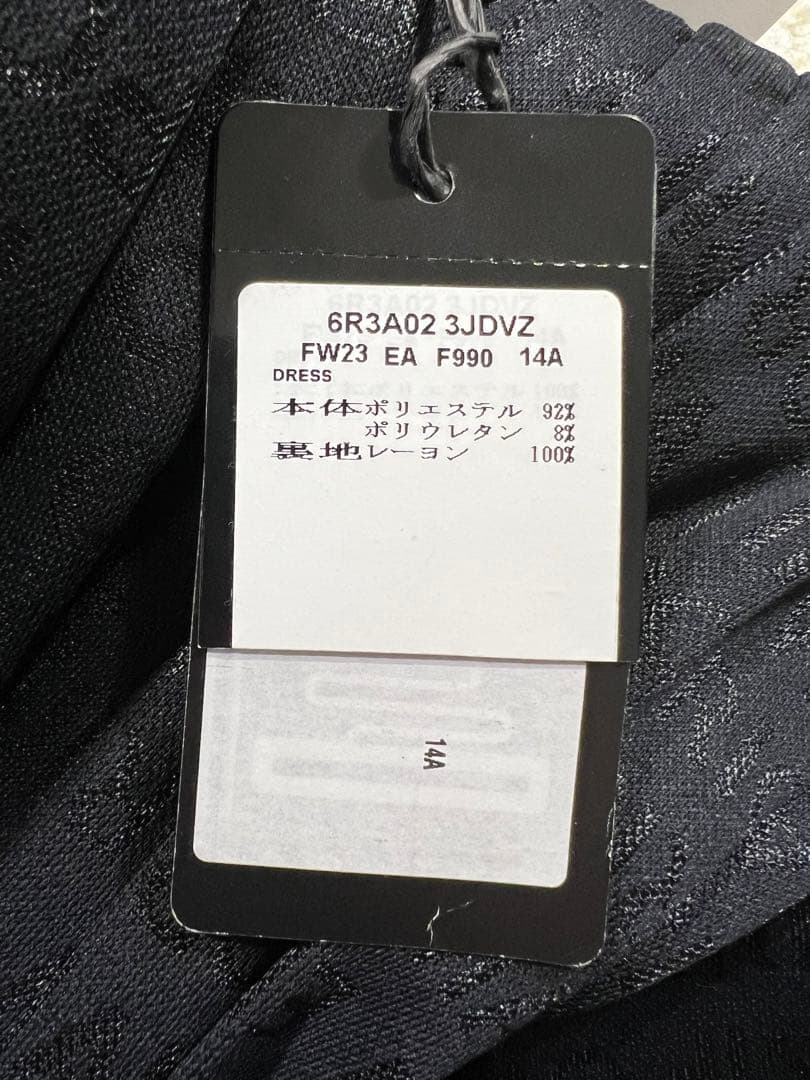 6R3A02 3JDVZ
FW23 EA F990 14A
DRESS
本体ポリエステル 92%
ポリウレタン 8%
裏地レーヨン 100%
14A